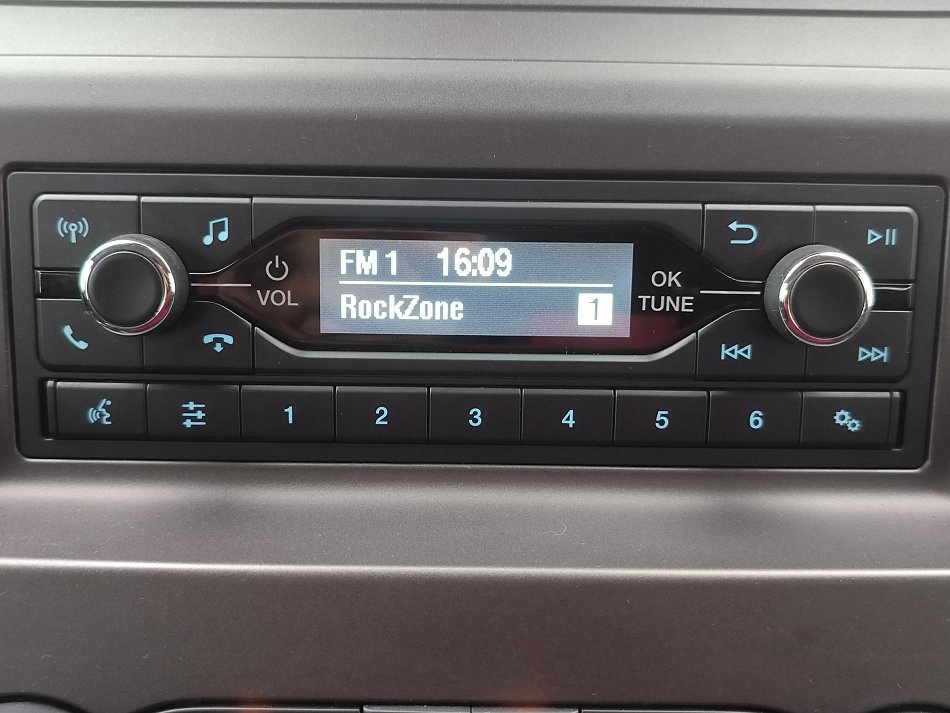 FM 1 16:09
RockZone 1
VOL
OK
TUNE
1 2 3 4 5 6